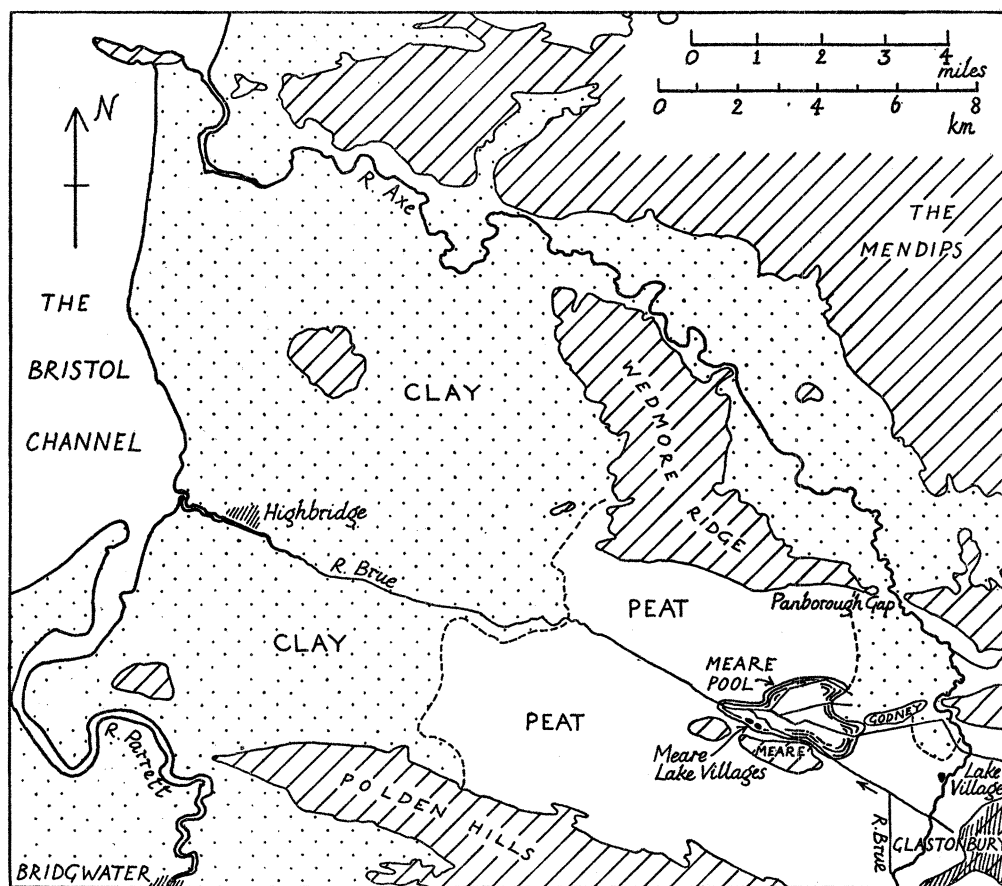 0 1 2 3 4
miles
0 2 4 6 8
km
N
R. Axe
THE
MENDIPS
THE
BRISTOL
CHANNEL
CLAY
WEDMORE
RIDGE
Highbridge
R. Brue
PEAT
Panborough Gap
CLAY
MEARE
POOL
PEAT
GODNEY
MEARE
Meare
Lake Villages
R. Parrett
POLDEN HILLS
Lake
Village
R. Brue
GLASTONBURY
BRIDGWATER